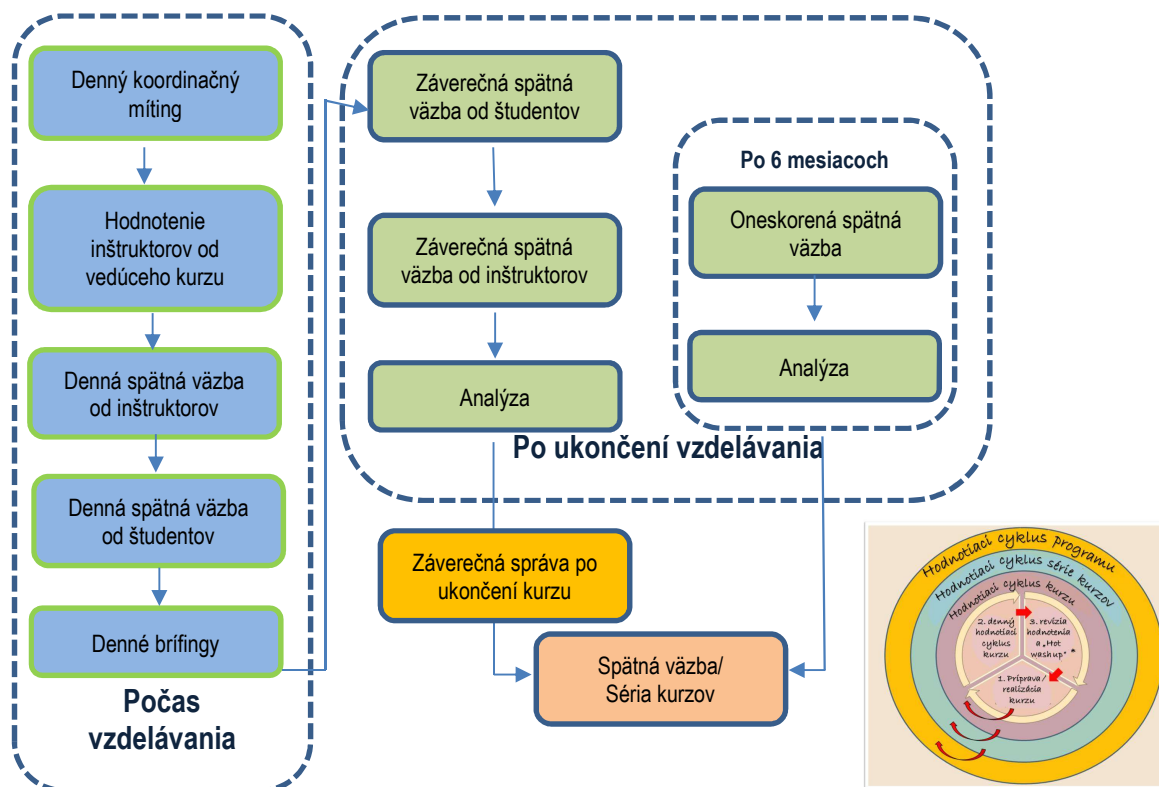 Denný koordinačný
míting
Hodnotenie
inštruktorov od
vedúceho kurzu
Denná spätná väzba
od inštruktorov
Denná spätná väzba
od študentov
Denné brífingy
Počas
vzdelávania
Záverečná spätná
väzba od študentov
Záverečná spätná
väzba od inštruktorov
Analýza
Po 6 mesiacoch
Oneskorená spätná
väzba
Analýza
Po ukončení vzdelávania
Záverečná správa po
ukončení kurzu
Spätná väzba/
Séria kurzov
Hodnotiaci cyklus programu
Hodnotiaci cyklus série kurzov
Hodnotiaci cyklus kurzu
2. denný
hodnotiaci
cyklus
kurzu
3. revízia
hodnotenia
a „Hot
washup" *
1. Príprava /
realizácia
kurzu